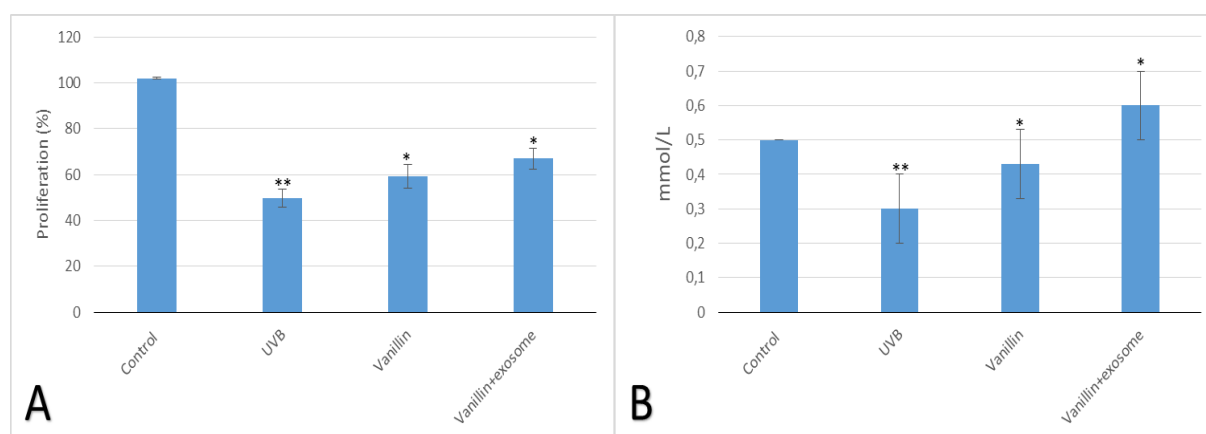 Proliferation (%)
120
100
80
60
40
20
0
**
*
*
Control
UVB
Vanillin
Vanillin+exosome
A
mmol/L
0,8
0,7
0,6
0,5
0,4
0,3
0,2
0,1
0
**
*
*
Control
UVB
Vanillin
Vanillin+exosome
B